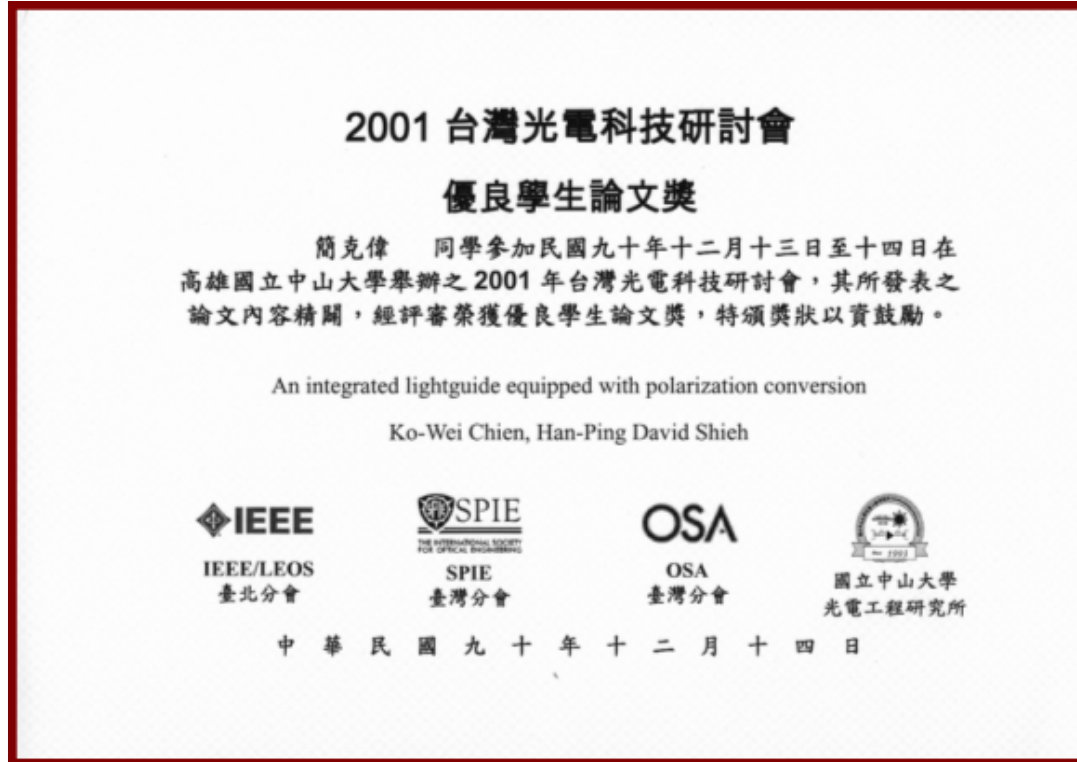 2001 台灣光電科技研討會
優良學生論文獎
簡克偉 同學參加民國九十年十二月十三日至十四日在
高雄國立中山大學舉辦之 2001 年台灣光電科技研討會，其所發表之
論文內容精闢，經評審榮獲優良學生論文獎，特頒獎狀以資鼓勵。
An integrated lightguide equipped with polarization conversion
Ko-Wei Chien, Han-Ping David Shieh
IEEE SPIE OSA
THE INTERNATIONAL SOCIETY
FOR OPTICAL ENGINEERING
1993
IEEE/LEOS SPIE OSA 國立中山大學
臺北分會 臺灣分會 臺灣分會 光電工程研究所
中華民國九十年十二月十四日